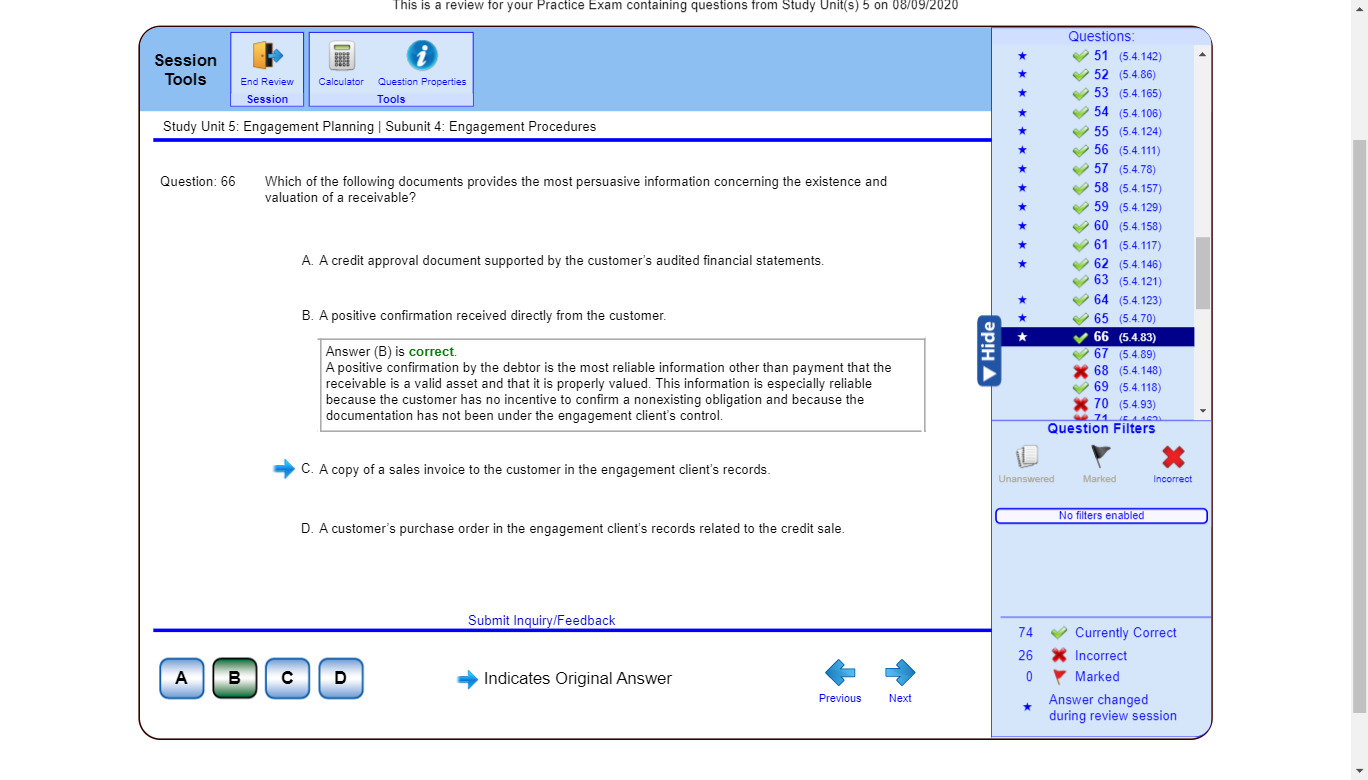 This is a review for your Practice Exam containing questions from Study Unit(s) 5 on 08/09/2020
Session Tools
End Review
Session
Calculator
Question Properties
Tools
Study Unit 5: Engagement Planning | Subunit 4: Engagement Procedures
Question: 66
Which of the following documents provides the most persuasive information concerning the existence and
valuation of a receivable?
A. A credit approval document supported by the customer's audited financial statements.
B. A positive confirmation received directly from the customer.
Answer (B) is correct.
A positive confirmation by the debtor is the most reliable information other than payment that the
receivable is a valid asset and that it is properly valued. This information is especially reliable
because the customer has no incentive to confirm a nonexisting obligation and because the
documentation has not been under the engagement client's control.
C. A copy of a sales invoice to the customer in the engagement client's records.
D. A customer's purchase order in the engagement client's records related to the credit sale.
Submit Inquiry/Feedback
A B C D
Indicates Original Answer
Previous
Next
Hide
Questions:
51 (5.4.142)
52 (5.4.86)
53 (5.4.165)
54 (5.4.106)
55 (5.4.124)
56 (5.4.111)
57 (5.4.78)
58 (5.4.157)
59 (5.4.129)
60 (5.4.158)
61 (5.4.117)
62 (5.4.146)
63 (5.4.121)
64 (5.4.123)
65 (5.4.70)
66 (5.4.83)
67 (5.4.89)
68 (5.4.148)
69 (5.4.118)
70 (5.4.93)
71
Question Filters
Unanswered
Marked
Incorrect
No filters enabled
74 Currently Correct
26 Incorrect
0 Marked
Answer changed
during review session